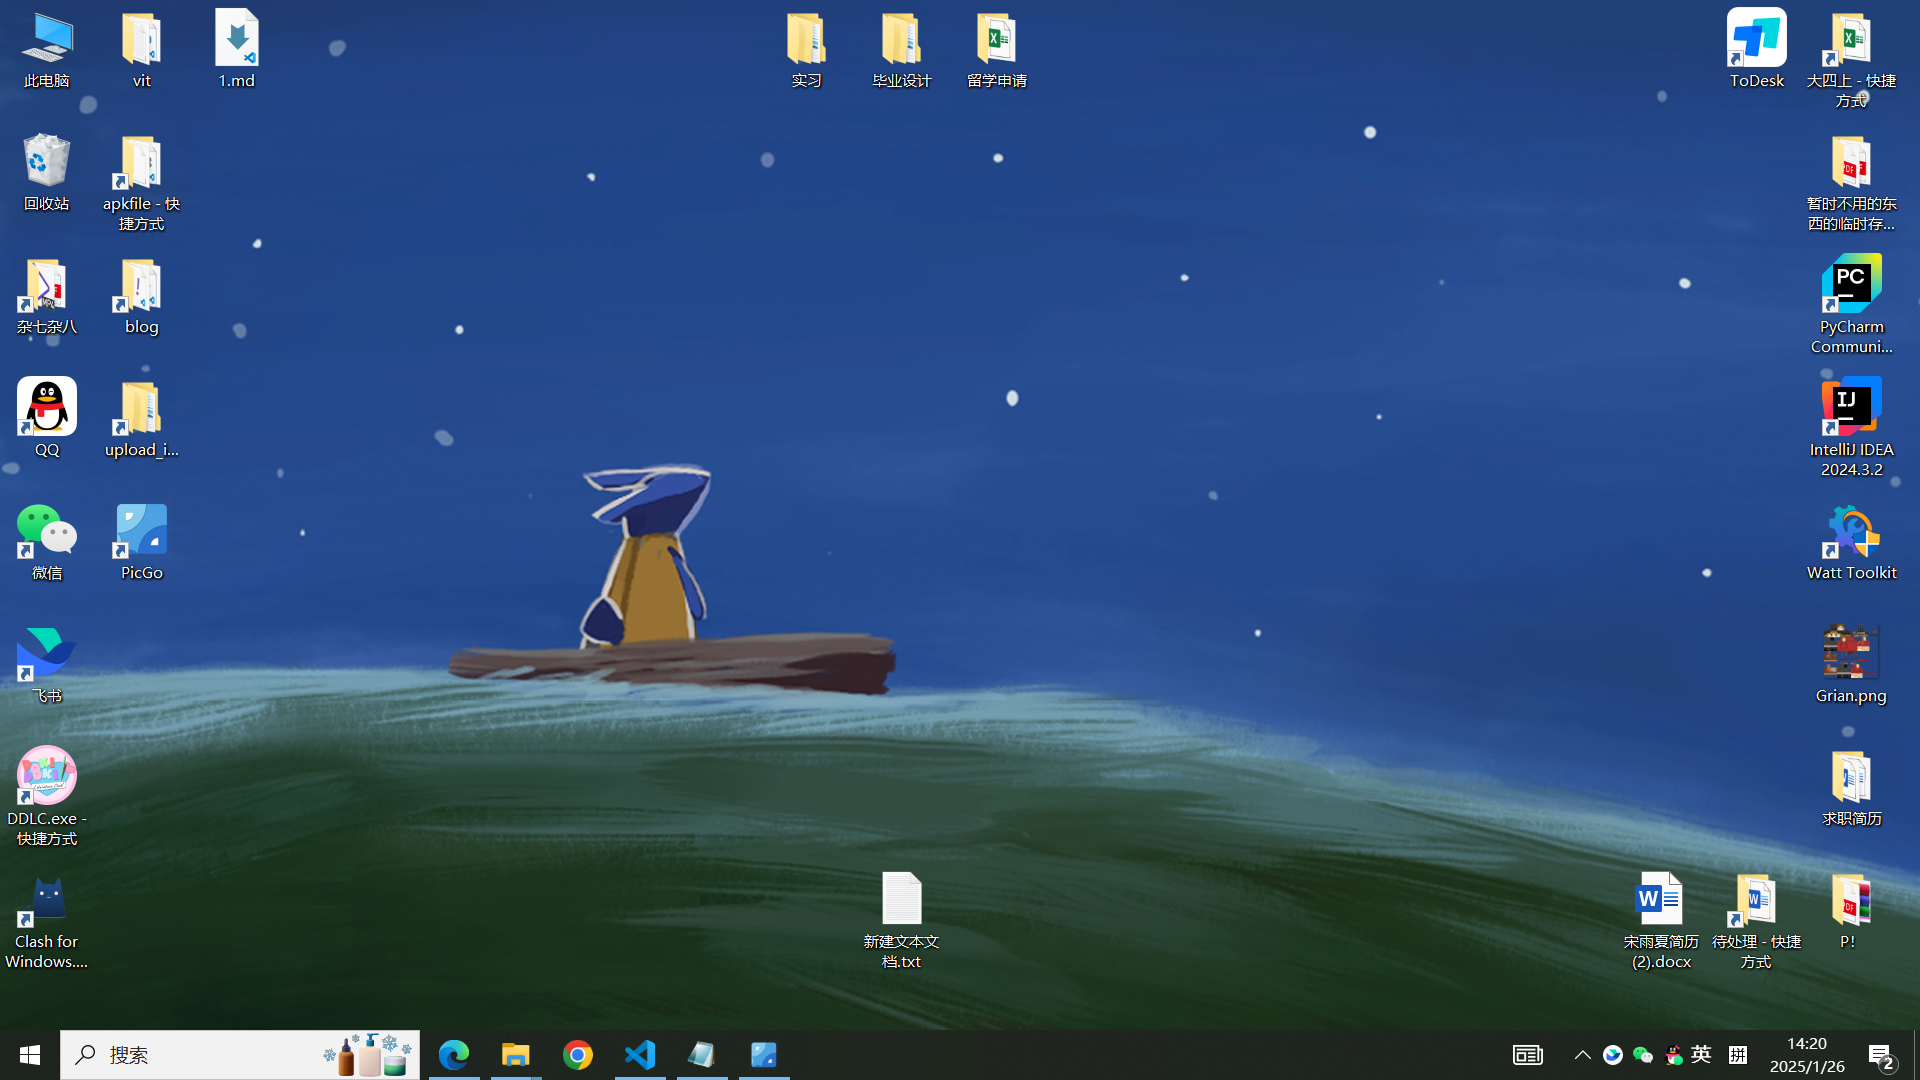 此电脑
vit
1.md
实习
毕业设计
留学申请
ToDesk
大四上 - 快捷
方式
回收站
apkfile - 快
捷方式
暂时不用的东
西的临时存...
杂七杂八
blog
PyCharm
Communi...
QQ
upload_i...
IntelliJ IDEA
2024.3.2
微信
PicGo
Watt Toolkit
飞书
Grian.png
DDLC.exe -
快捷方式
求职简历
Clash for
Windows....
新建文本文
档.txt
宋雨夏简历
(2).docx
待处理 - 快捷
方式
P!
搜索
英
拼
14:20
2025/1/26
2